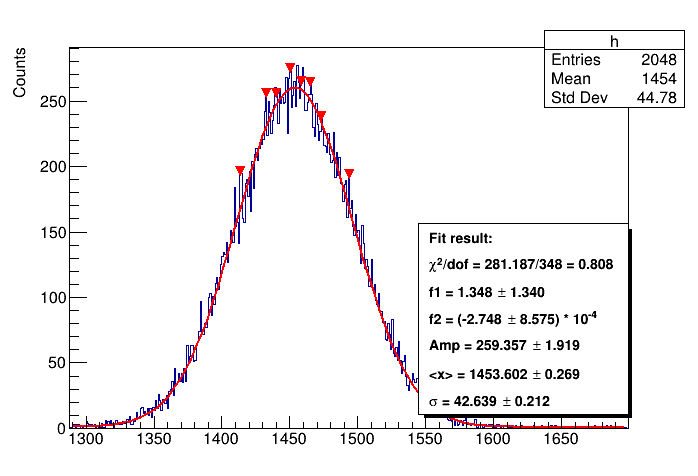 h
Entries 2048
Mean 1454
Std Dev 44.78
Counts
250
200
150
100
50
0
Fit result:
χ²/dof = 281.187/348 = 0.808
f1 = 1.348 ± 1.340
f2 = (-2.748 ± 8.575) * 10⁻⁴
Amp = 259.357 ± 1.919
<x> = 1453.602 ± 0.269
σ = 42.639 ± 0.212
1300 1350 1400 1450 1500 1550 1600 1650